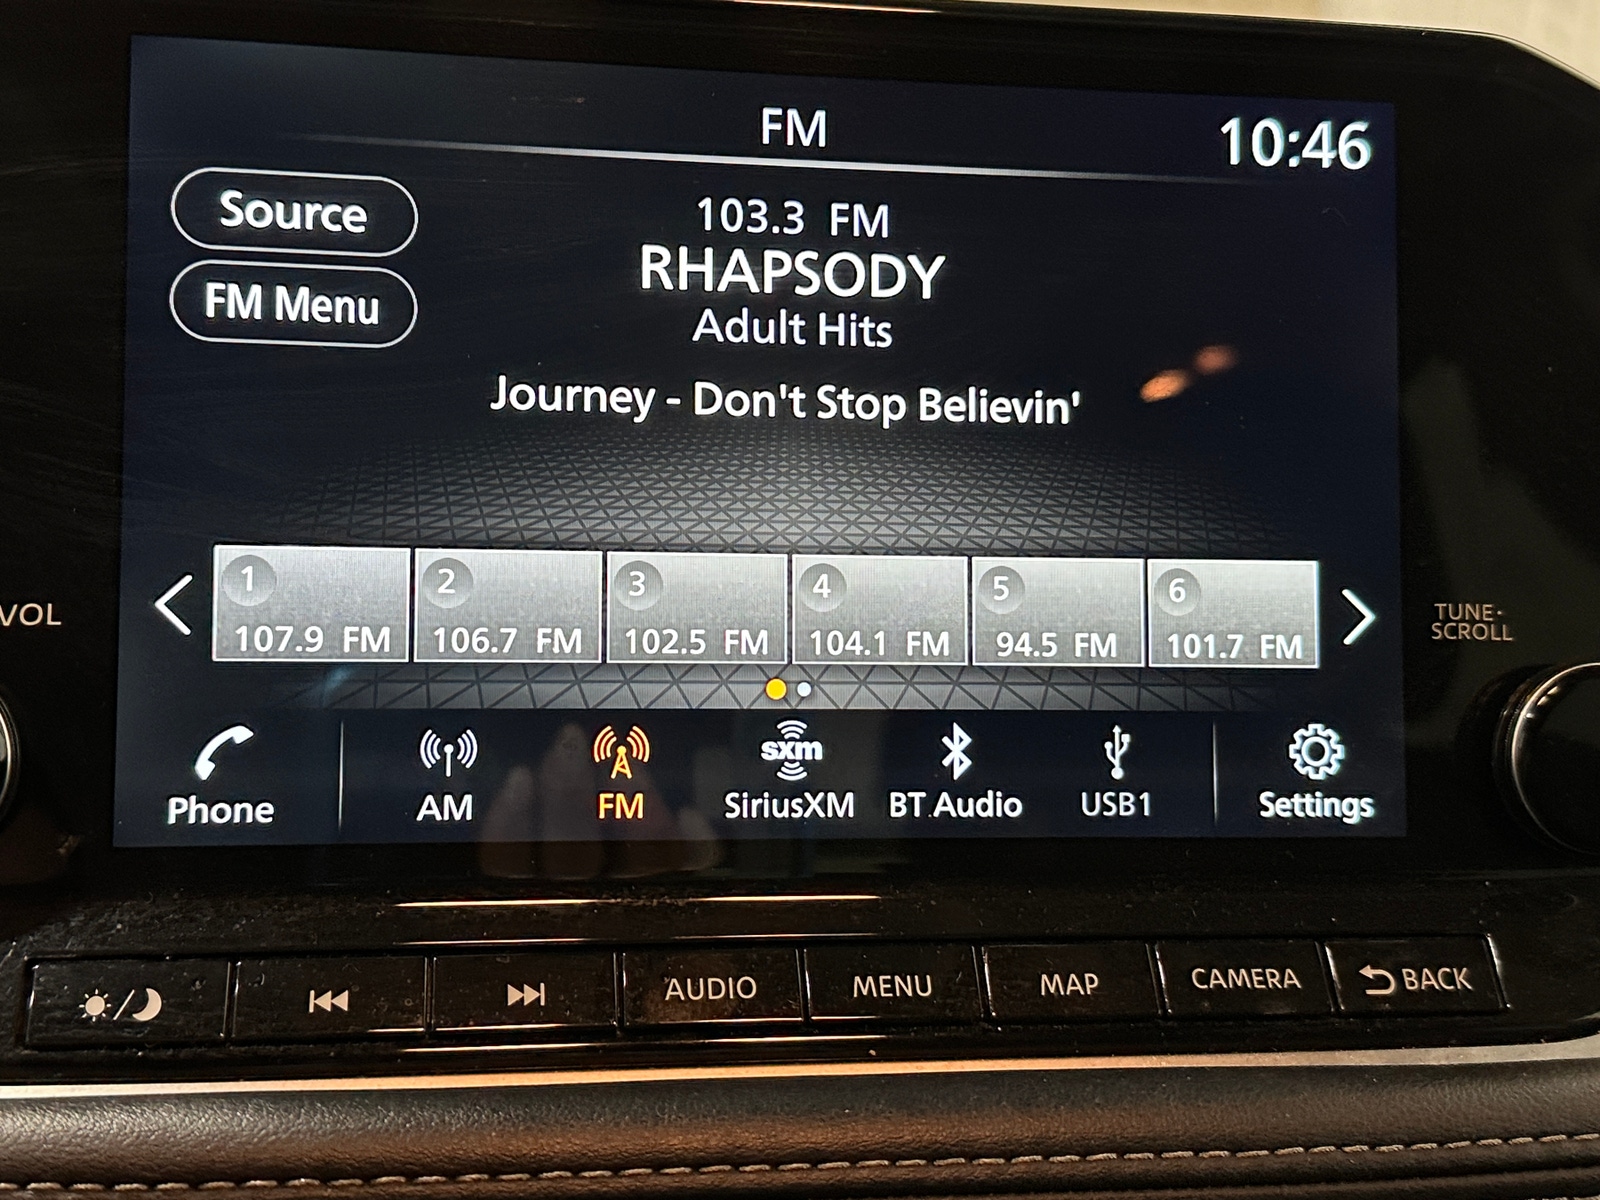 FM
10:46
Source
FM Menu
103.3 FM
RHAPSODY
Adult Hits
Journey - Don't Stop Believin'
1
107.9 FM
2
106.7 FM
3
102.5 FM
4
104.1 FM
5
94.5 FM
6
101.7 FM
VOL
TUNE·
SCROLL
Phone
AM
FM
sxm
SiriusXM
BT Audio
USB1
Settings
AUDIO
MENU
MAP
CAMERA
BACK